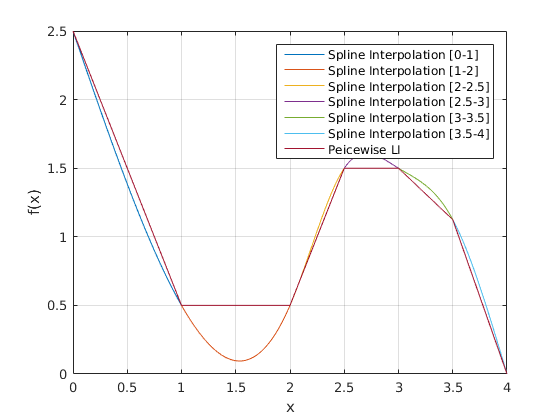 2.5
2
1.5
1
0.5
0
f(x)
Spline Interpolation [0-1]
Spline Interpolation [1-2]
Spline Interpolation [2-2.5]
Spline Interpolation [2.5-3]
Spline Interpolation [3-3.5]
Spline Interpolation [3.5-4]
Peicewise LI
0 0.5 1 1.5 2 2.5 3 3.5 4
x